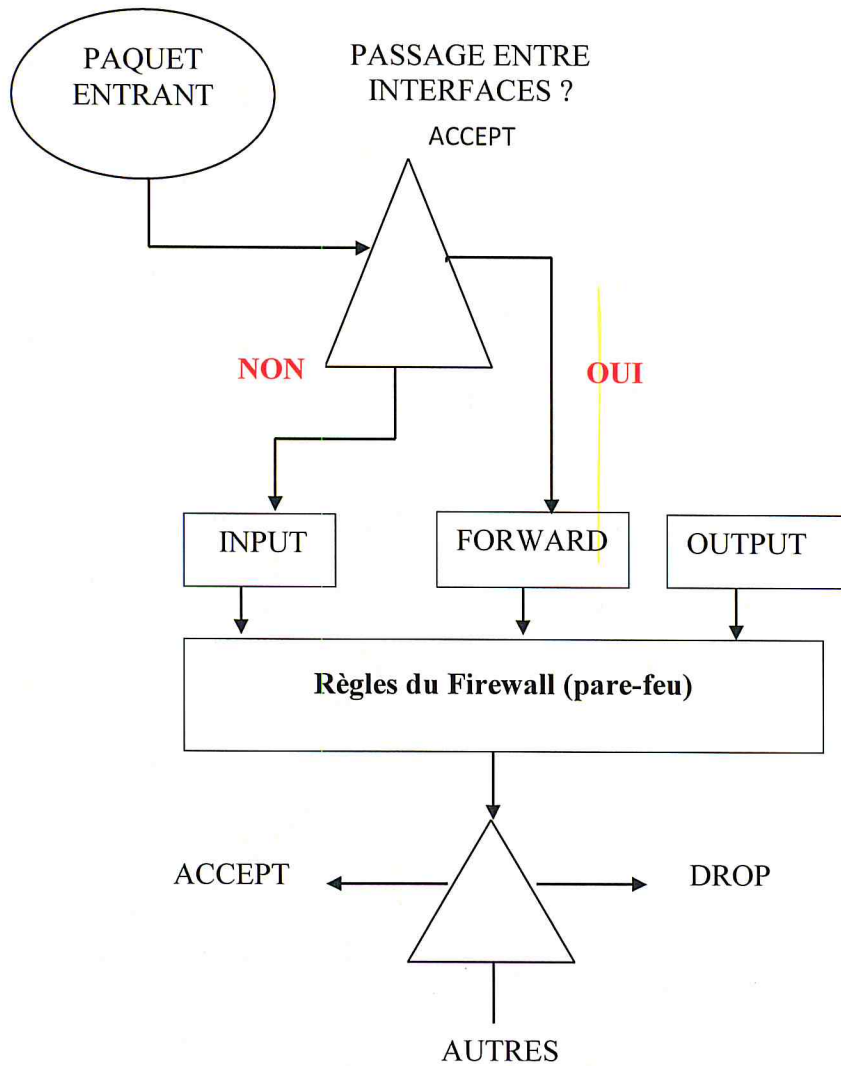 PAQUET
ENTRANT
PASSAGE ENTRE
INTERFACES ?
ACCEPT
NON
OUI
INPUT
FORWARD
OUTPUT
Règles du Firewall (pare-feu)
ACCEPT
DROP
AUTRES